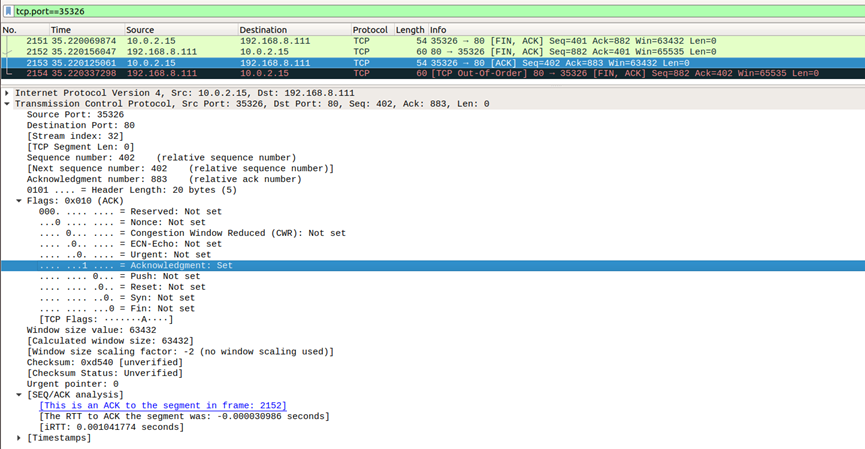 tcp.port==35326
No. Time Source Destination Protocol Length Info
2151 35.220069874 10.0.2.15 192.168.8.111 TCP 54 35326 → 80 [FIN, ACK] Seq=401 Ack=882 Win=63432 Len=0
2152 35.220156047 192.168.8.111 10.0.2.15 TCP 60 80 → 35326 [FIN, ACK] Seq=882 Ack=401 Win=65535 Len=0
2153 35.220125061 10.0.2.15 192.168.8.111 TCP 54 35326 → 80 [ACK] Seq=402 Ack=883 Win=63432 Len=0
2154 35.220337298 192.168.8.111 10.0.2.15 TCP 60 [TCP Out-Of-Order] 80 → 35326 [FIN, ACK] Seq=882 Ack=402 Win=65535 Len=0
Internet Protocol Version 4, Src: 10.0.2.15, Dst: 192.168.8.111
Transmission Control Protocol, Src Port: 35326, Dst Port: 80, Seq: 402, Ack: 883, Len: 0
Source Port: 35326
Destination Port: 80
[Stream index: 32]
[TCP Segment Len: 0]
Sequence number: 402 (relative sequence number)
[Next sequence number: 402 (relative sequence number)]
Acknowledgment number: 883 (relative ack number)
0101 .... = Header Length: 20 bytes (5)
Flags: 0x010 (ACK)
000. .... .... = Reserved: Not set
...0 .... .... = Nonce: Not set
.... 0... .... = Congestion Window Reduced (CWR): Not set
.... .0.. .... = ECN-Echo: Not set
.... ..0. .... = Urgent: Not set
.... ...1 .... = Acknowledgment: Set
.... .... 0... = Push: Not set
.... .... .0.. = Reset: Not set
.... .... ..0. = Syn: Not set
.... .... ...0 = Fin: Not set
[TCP Flags: ·······A····]
Window size value: 63432
[Calculated window size: 63432]
[Window size scaling factor: -2 (no window scaling used)]
Checksum: 0xd540 [unverified]
[Checksum Status: Unverified]
Urgent pointer: 0
[SEQ/ACK analysis]
[This is an ACK to the segment in frame: 2152]
[The RTT to ACK the segment was: -0.000030986 seconds]
[iRTT: 0.001041774 seconds]
[Timestamps]